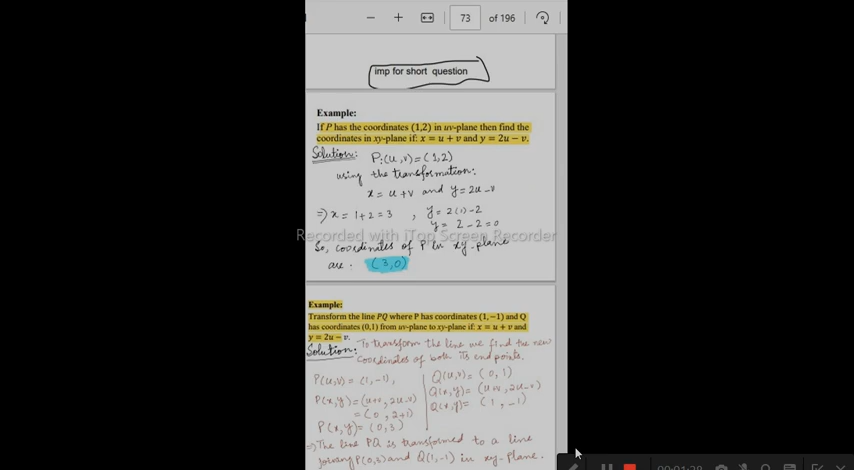 73 of 196
imp for short question
Example:
If P has the coordinates (1,2) in uv-plane then find the
coordinates in xy-plane if: x = u + v and y = 2u − v.
Solution: P:(u,v)=(1,2)
using the transformation:
x = u+v and y=2u-v
=> x = 1+2=3 , y= 2(1)-2
y = 2-2=0
Recorded with iTop Screen Recorder
So, coordinates of P in xy-plane
are: (3,0)
Example:
Transform the line PQ where P has coordinates (1,−1) and Q
has coordinates (0,1) from uv-plane to xy-plane if: x = u + v and
y = 2u − v.
Solution: To transform the line we find the new
coordinates of both its end points.
P(u,v) = (1,-1), Q(u,v) = (0,1)
P(x,y)=(u+v, 2u-v) Q(x,y)= (u+v, 2u-v)
= (0, 2+1) Q(x,y)= (1,-1)
P(x,y)= (0,3)
=> The line PQ is transformed to a line
joining P(0,3) and Q(1,-1) in xy-plane.